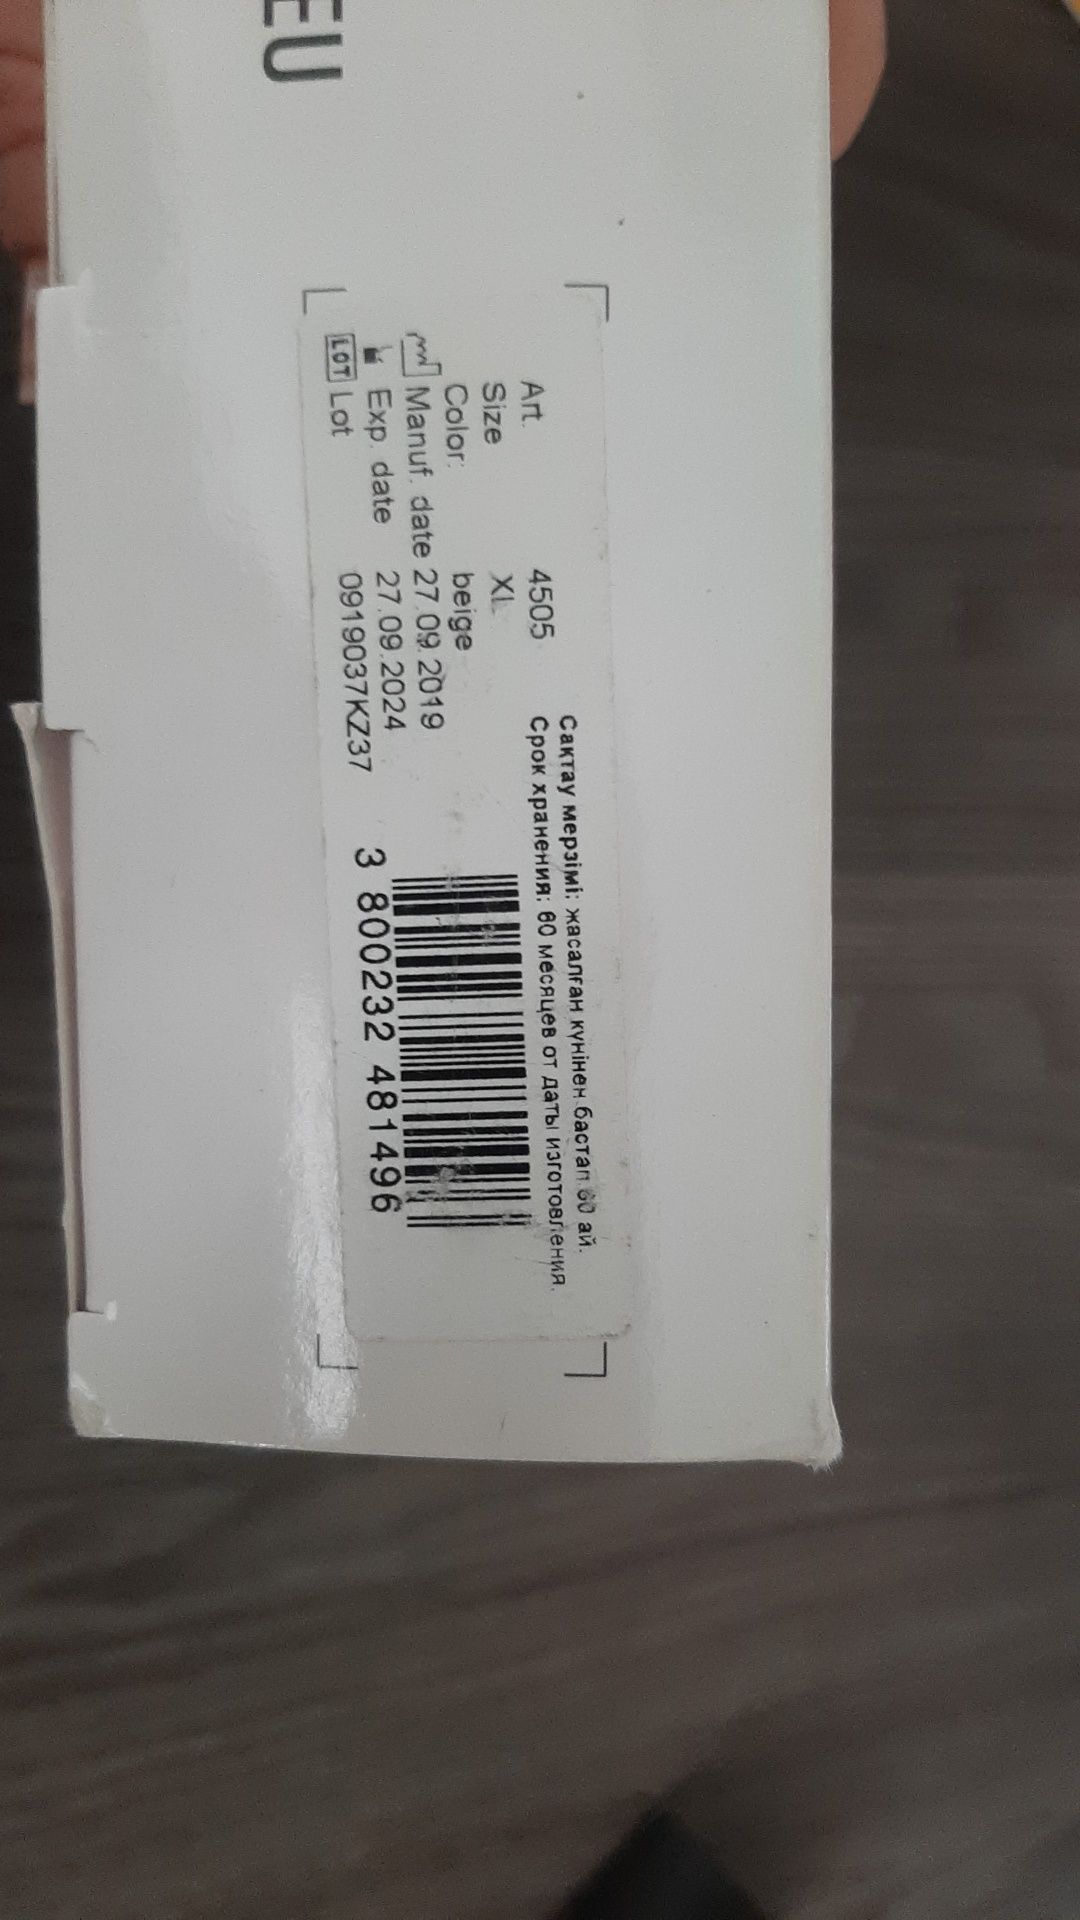 EU
Art. 4505
Size XL
Color: beige
Manuf. date 27.09.2019
Exp. date 27.09.2024
LOT Lot 0919037KZ37
Сақтау мерзімі: жасалған күнінен бастап 60 ай.
Срок хранения: 60 месяцев от даты изготовления.
3 800232 481496